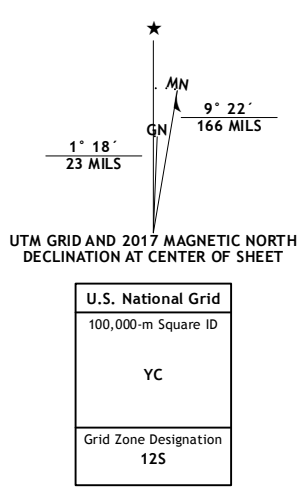 MN
GN
9° 22´
166 MILS
1° 18´
23 MILS
UTM GRID AND 2017 MAGNETIC NORTH
DECLINATION AT CENTER OF SHEET
U.S. National Grid
100,000-m Square ID
YC
Grid Zone Designation
12S